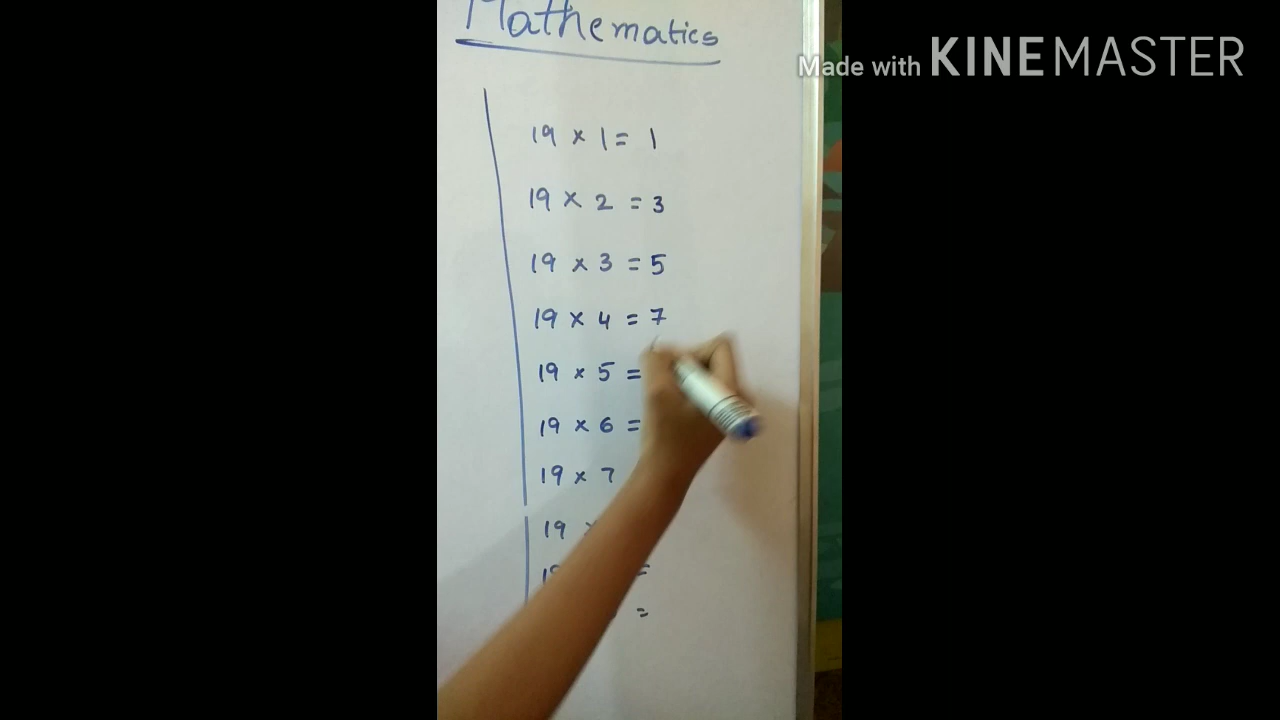 Mathematics
Made with KINEMASTER
19 × 1 = 1
19 × 2 = 3
19 × 3 = 5
19 × 4 = 7
19 × 5 =
19 × 6 =
19 × 7
19 ×
=
=